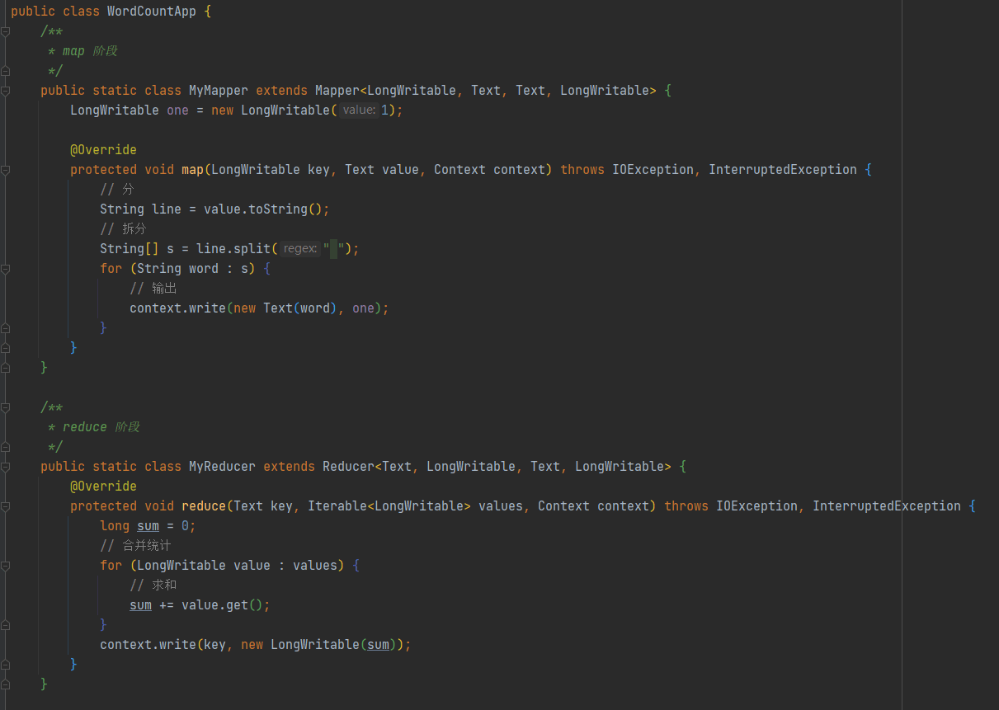 public class WordCountApp {
/**
* map 阶段
*/
public static class MyMapper extends Mapper<LongWritable, Text, Text, LongWritable> {
LongWritable one = new LongWritable( value: 1);
@Override
protected void map(LongWritable key, Text value, Context context) throws IOException, InterruptedException {
// 分
String line = value.toString();
// 拆分
String[] s = line.split( regex: " ");
for (String word : s) {
// 输出
context.write(new Text(word), one);
}
}
}
/**
* reduce 阶段
*/
public static class MyReducer extends Reducer<Text, LongWritable, Text, LongWritable> {
@Override
protected void reduce(Text key, Iterable<LongWritable> values, Context context) throws IOException, InterruptedException {
long sum = 0;
// 合并统计
for (LongWritable value : values) {
// 求和
sum += value.get();
}
context.write(key, new LongWritable(sum));
}
}